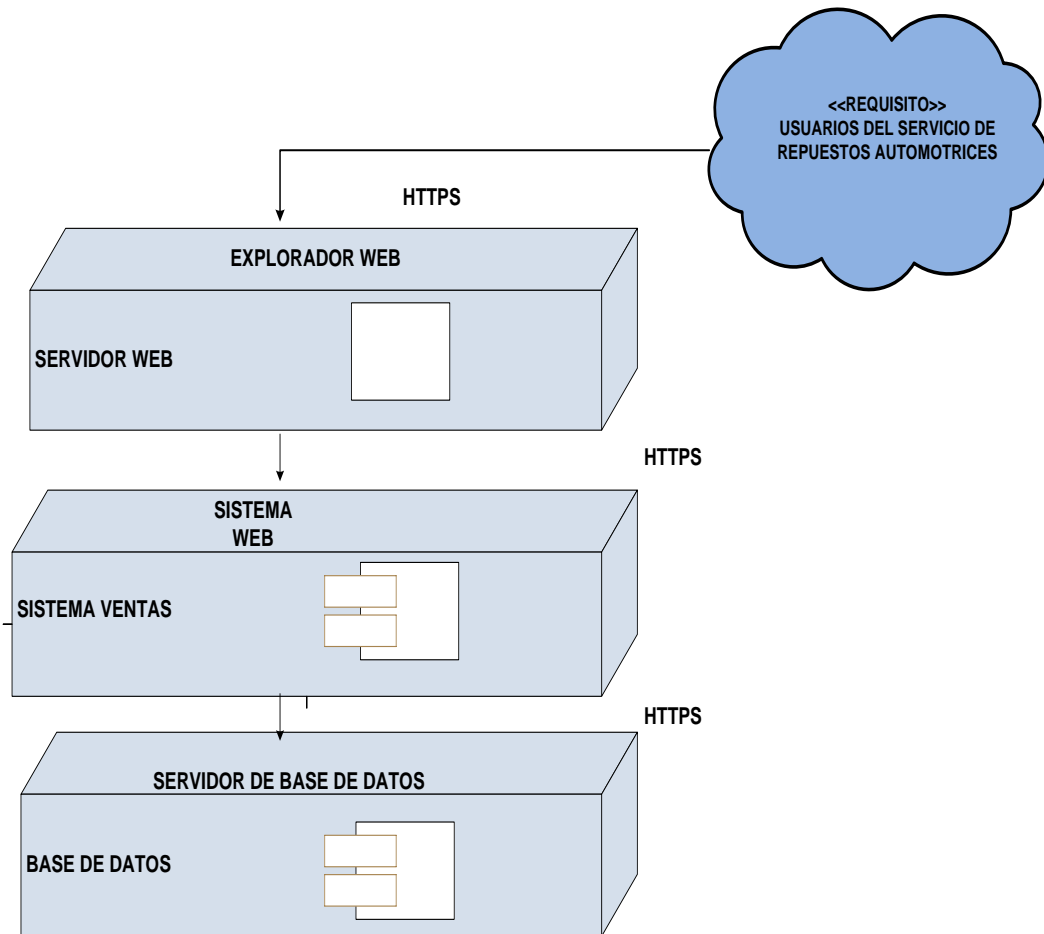 <<REQUISITO>>
USUARIOS DEL SERVICIO DE
REPUESTOS AUTOMOTRICES
HTTPS
EXPLORADOR WEB
SERVIDOR WEB
HTTPS
SISTEMA
WEB
SISTEMA VENTAS
HTTPS
SERVIDOR DE BASE DE DATOS
BASE DE DATOS